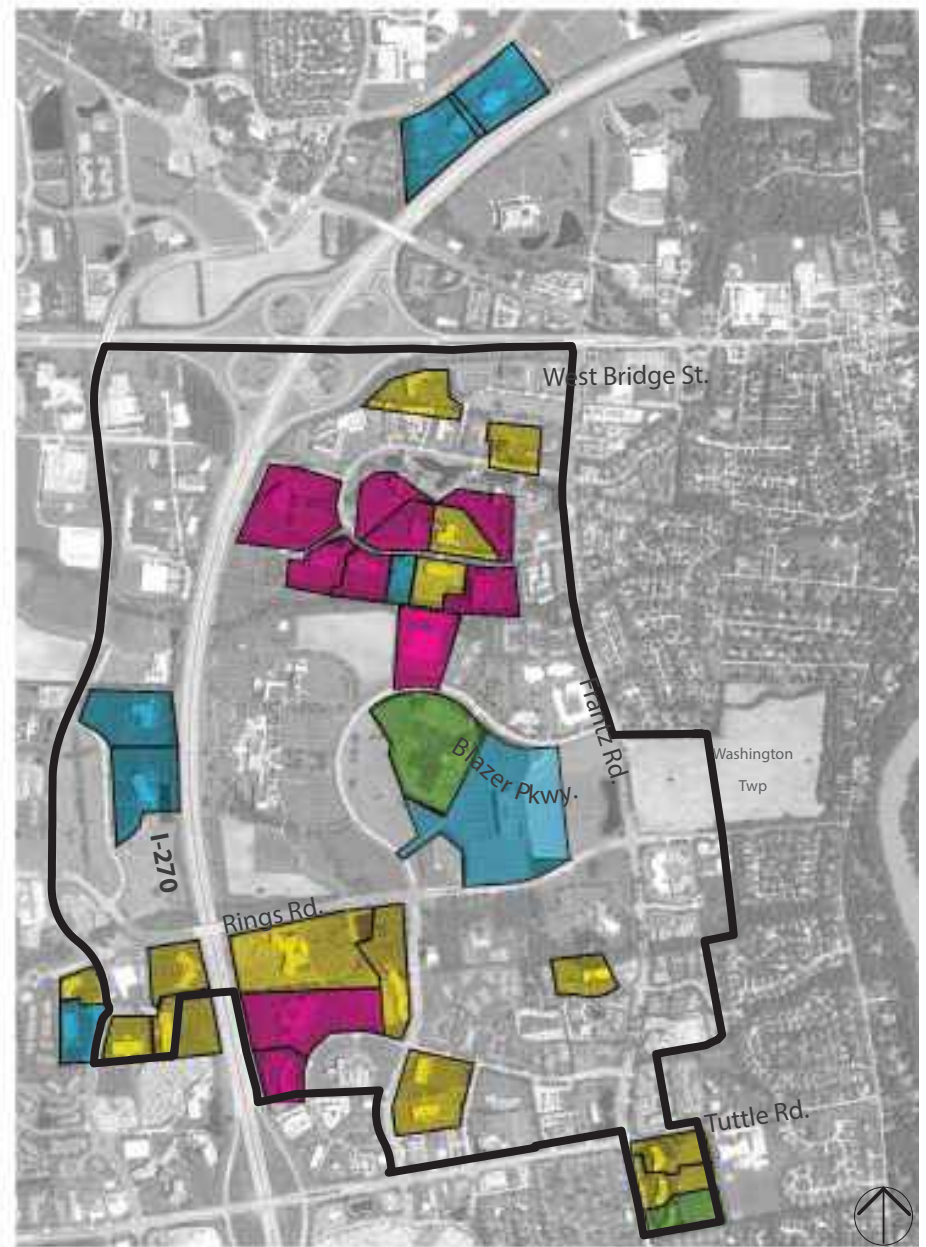 West Bridge St.
Frantz Rd.
Washington
Twp
Blazer Pkwy.
I-270
Rings Rd.
Tuttle Rd.